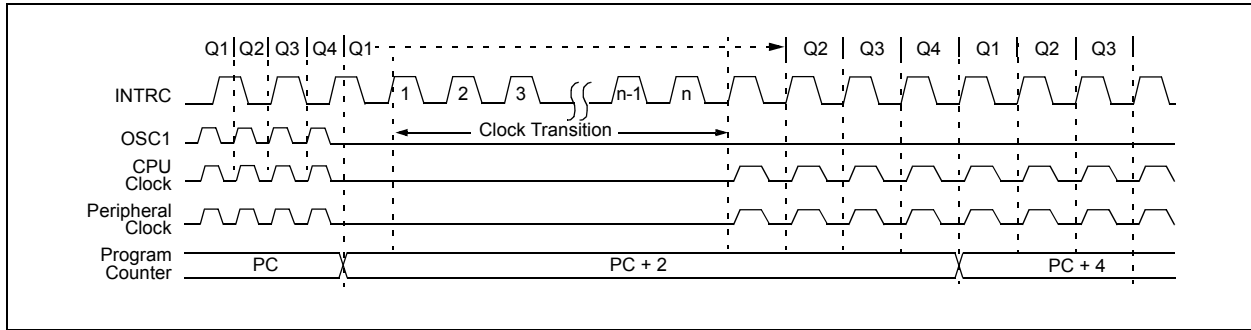 Q1 Q2 Q3 Q4 Q1 Q2 Q3 Q4 Q1 Q2 Q3
INTRC 1 2 3 n-1 n
Clock Transition
OSC1
CPU
Clock
Peripheral
Clock
Program
Counter
PC PC + 2 PC + 4